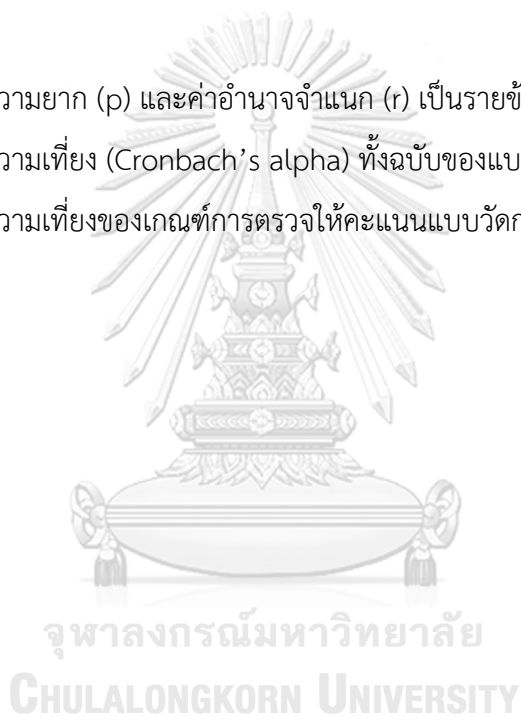 วามยาก (p) และค่าอำนาจจำแนก (r) เป็นรายข้
วามเที่ยง (Cronbach’s alpha) ทั้งฉบับของแบ
วามเที่ยงของเกณฑ์การตรวจให้คะแนนแบบวัดก
จุฬาลงกรณ์มหาวิทยาลัย
CHULALONGKORN UNIVERSITY